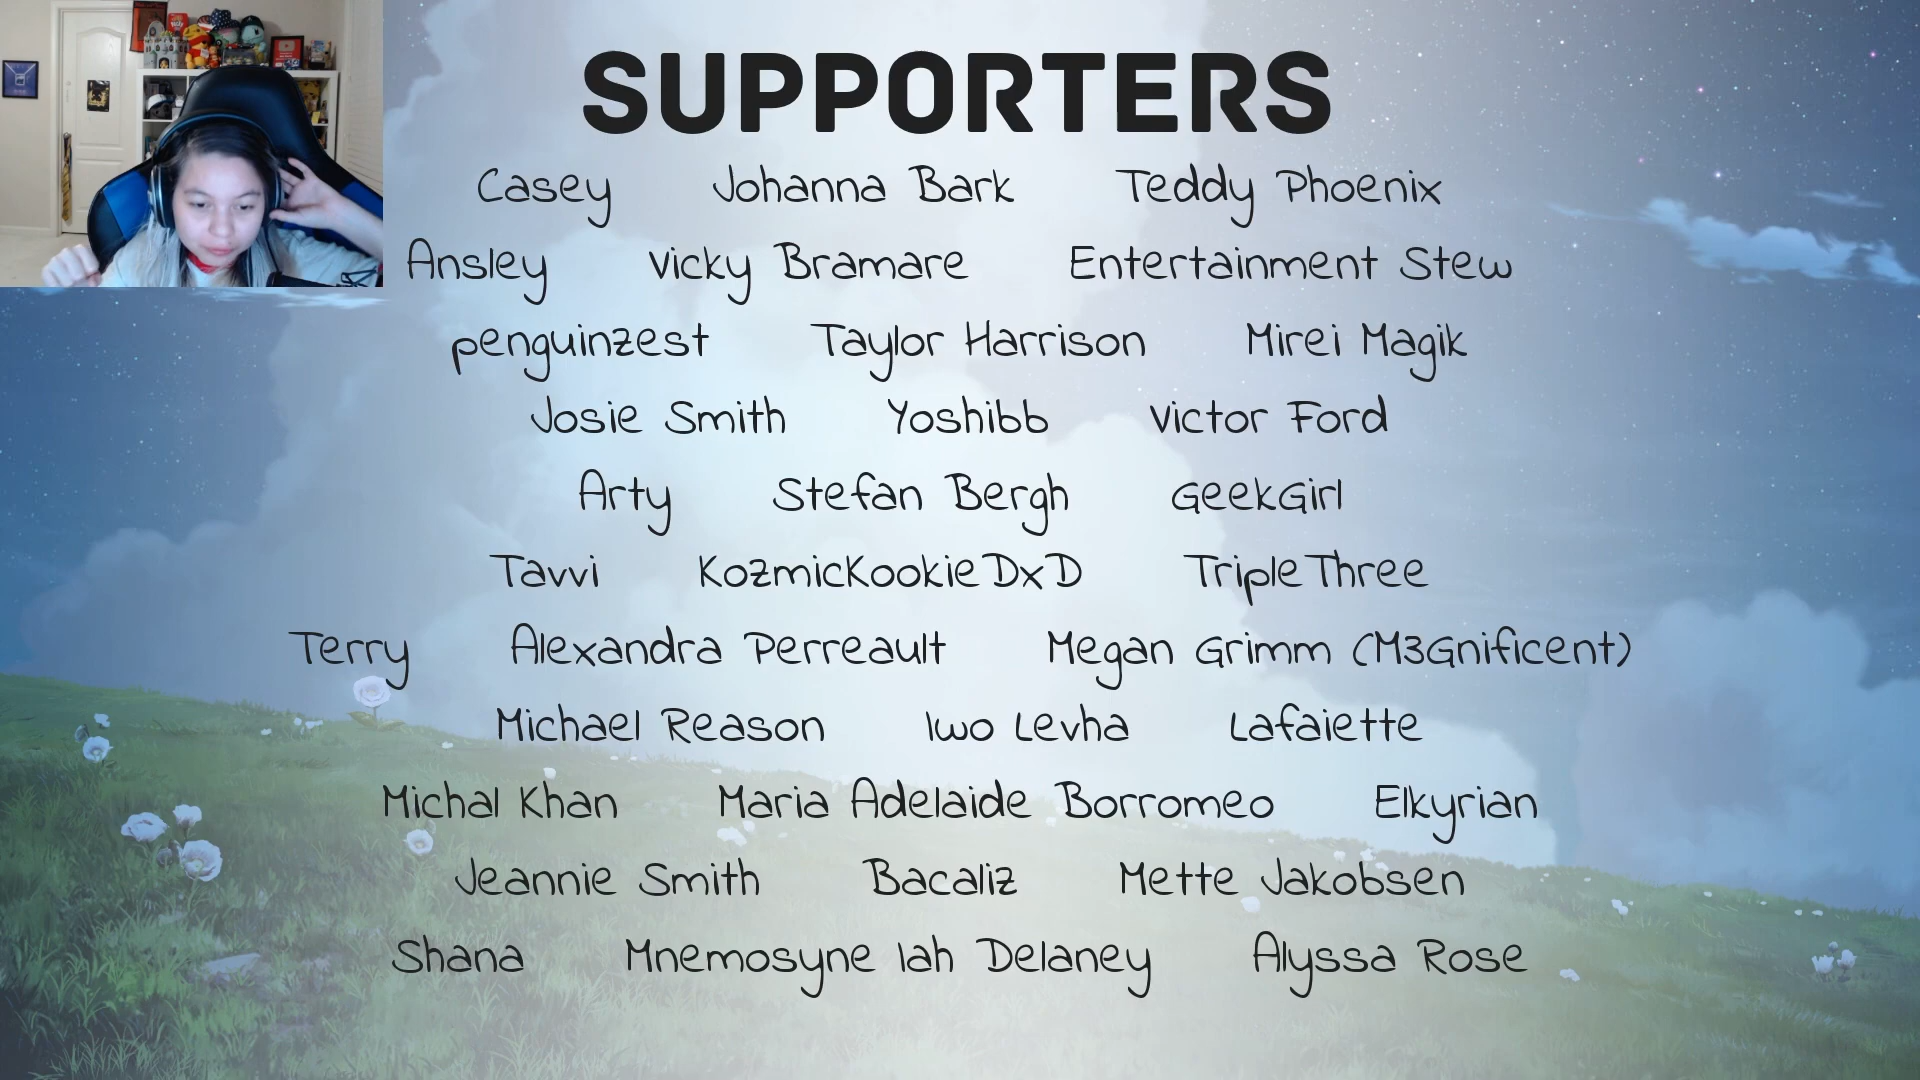 SUPPORTERS
Casey Johanna Bark Teddy Phoenix
Ansley Vicky Bramare Entertainment Stew
penguinzest Taylor Harrison Mirei Magik
Josie Smith Yoshibb Victor Ford
Arty Stefan Bergh GeekGirl
Tavvi KozmicKookieDxD TripleThree
Terry Alexandra Perreault Megan Grimm (M3Gnificent)
Michael Reason Iwo Levha Lafaiette
Michal Khan Maria Adelaide Borromeo Elkyrian
Jeannie Smith Bacaliz Mette Jakobsen
Shana Mnemosyne Iah Delaney Alyssa Rose